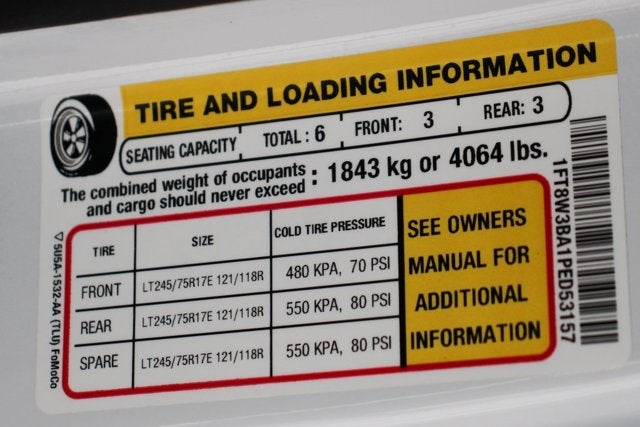 TIRE AND LOADING INFORMATION
SEATING CAPACITY TOTAL : 6 FRONT: 3 REAR: 3
The combined weight of occupants
and cargo should never exceed : 1843 kg or 4064 lbs.
TIRE SIZE COLD TIRE PRESSURE
FRONT LT245/75R17E 121/118R 480 KPA, 70 PSI
REAR LT245/75R17E 121/118R 550 KPA, 80 PSI
SPARE LT245/75R17E 121/118R 550 KPA, 80 PSI
SEE OWNERS
MANUAL FOR
ADDITIONAL
INFORMATION
1FT8W3BA1PED53157
5U5A-1532-AA (TLU) FoMoCo